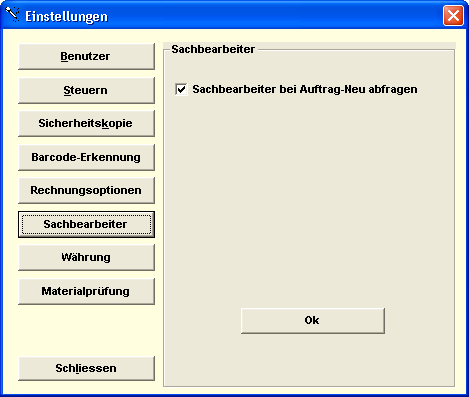 Einstellungen
Benutzer
Steuern
Sicherheitskopie
Barcode-Erkennung
Rechnungsoptionen
Sachbearbeiter
Währung
Materialprüfung
Schliessen
Sachbearbeiter
Sachbearbeiter bei Auftrag-Neu abfragen
Ok